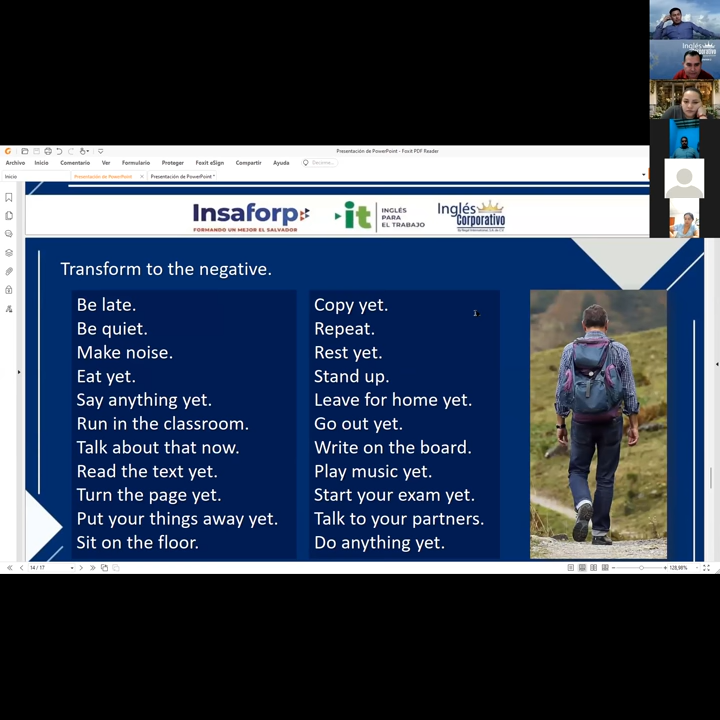 Inglés
Corporativo
Presentación de PowerPoint - Foxit PDF Reader
Archivo Inicio Comentario Ver Formulario Proteger Foxit eSign Compartir Ayuda
Inicio Presentación de PowerPoint Presentación de PowerPoint *
Insaforp
FORMANDO UN MEJOR EL SALVADOR
it
INGLÉS
PARA
EL TRABAJO
Inglés
Corporativo
Transform to the negative.
Be late.
Be quiet.
Make noise.
Eat yet.
Say anything yet.
Run in the classroom.
Talk about that now.
Read the text yet.
Turn the page yet.
Put your things away yet.
Sit on the floor.
Copy yet.
Repeat.
Rest yet.
Stand up.
Leave for home yet.
Go out yet.
Write on the board.
Play music yet.
Start your exam yet.
Talk to your partners.
Do anything yet.
14 / 17
128,98%